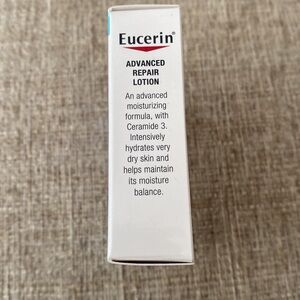 Eucerin®
ADVANCED
REPAIR
LOTION
An advanced
moisturizing
formula, with
Ceramide 3.
Intensively
hydrates very
dry skin and
helps maintain
its moisture
balance.